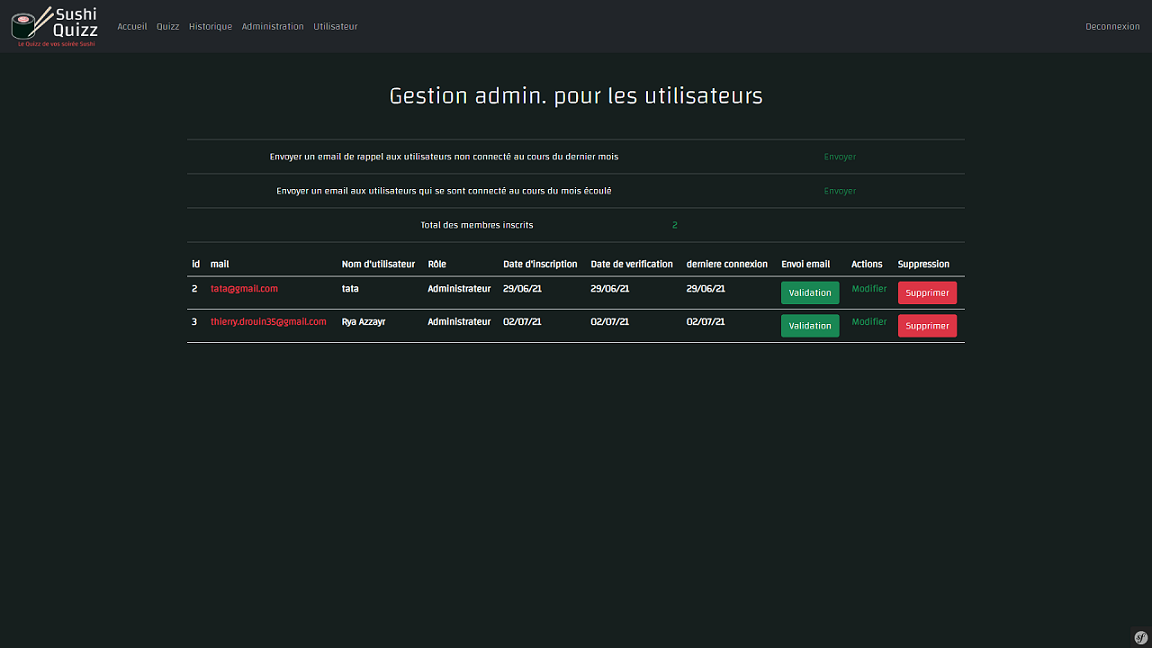 Sushi
Quizz
Le Quizz de vos soirée Sushi
Accueil Quizz Historique Administration Utilisateur Deconnexion
Gestion admin. pour les utilisateurs
Envoyer un email de rappel aux utilisateurs non connecté au cours du dernier mois Envoyer
Envoyer un email aux utilisateurs qui se sont connecté au cours du mois écoulé Envoyer
Total des membres inscrits 2
id mail Nom d'utilisateur Rôle Date d'inscription Date de verification derniere connexion Envoi email Actions Suppression
2 tata@gmail.com tata Administrateur 29/06/21 29/06/21 29/06/21 Validation Modifier Supprimer
3 thierry.drouin35@gmail.com Rya Azzayr Administrateur 02/07/21 02/07/21 02/07/21 Validation Modifier Supprimer
sf